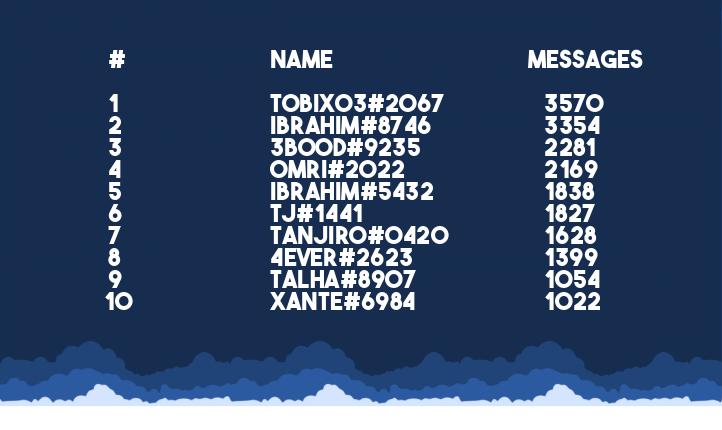 # NAME MESSAGES
1 TOBIX03#2067 3570
2 IBRAHIM#8746 3354
3 3BOOD#9235 2281
4 OMRI#2022 2169
5 IBRAHIM#5432 1838
6 TJ#1441 1827
7 TANJIRO#0420 1628
8 4EVER#2623 1399
9 TALHA#8907 1054
10 XANTE#6984 1022